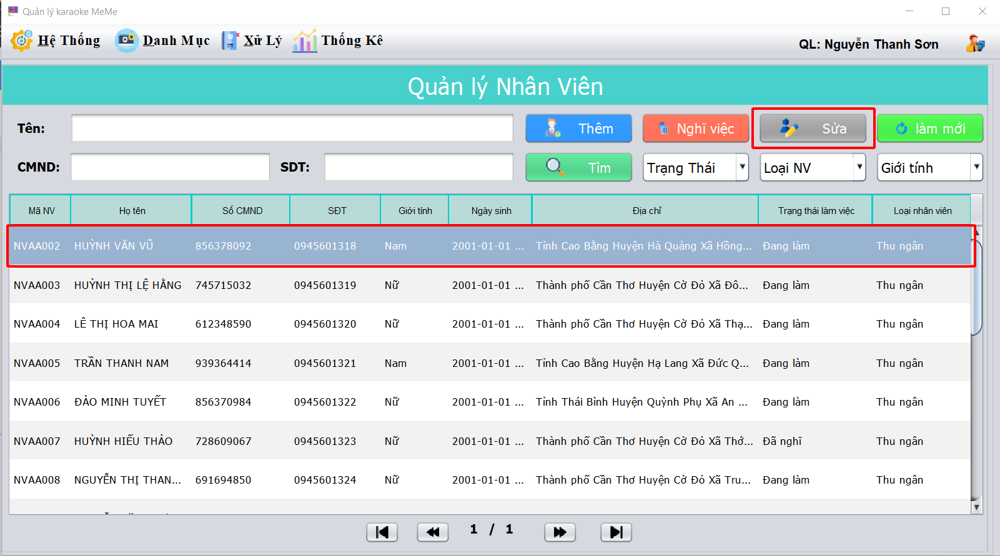 Quản lý karaoke MeMe
Hệ Thống Danh Mục Xử Lý Thống Kê
QL: Nguyễn Thanh Sơn
Quản lý Nhân Viên
Tên: Thêm Nghĩ việc Sửa làm mới
CMND: SDT: Tìm Trạng Thái Loại NV Giới tính
Mã NV Họ tên Số CMND SĐT Giới tính Ngày sinh Địa chỉ Trạng thái làm việc Loại nhân viên
NVAA002 HUỲNH VĂN VŨ 856378092 0945601318 Nam 2001-01-01 ... Tỉnh Cao Bằng Huyện Hà Quảng Xã Hồng... Đang làm Thu ngân
NVAA003 HUỲNH THỊ LỆ HẰNG 745715032 0945601319 Nữ 2001-01-01 ... Thành phố Cần Thơ Huyện Cờ Đỏ Xã Đô... Đang làm Thu ngân
NVAA004 LÊ THỊ HOA MAI 612348590 0945601320 Nữ 2001-01-01 ... Thành phố Cần Thơ Huyện Cờ Đỏ Xã Thạ... Đang làm Thu ngân
NVAA005 TRẦN THANH NAM 939364414 0945601321 Nam 2001-01-01 ... Tỉnh Cao Bằng Huyện Hạ Lang Xã Đức Q... Đang làm Thu ngân
NVAA006 ĐÀO MINH TUYẾT 856370984 0945601322 Nữ 2001-01-01 ... Tỉnh Thái Bình Huyện Quỳnh Phụ Xã An ... Đang làm Thu ngân
NVAA007 HUỲNH HIẾU THẢO 728609067 0945601323 Nữ 2001-01-01 ... Thành phố Cần Thơ Huyện Cờ Đỏ Xã Thớ... Đã nghĩ Thu ngân
NVAA008 NGUYỄN THỊ THAN... 691694850 0945601324 Nữ 2001-01-01 ... Thành phố Cần Thơ Huyện Cờ Đỏ Xã Tru... Đang làm Thu ngân
1 / 1